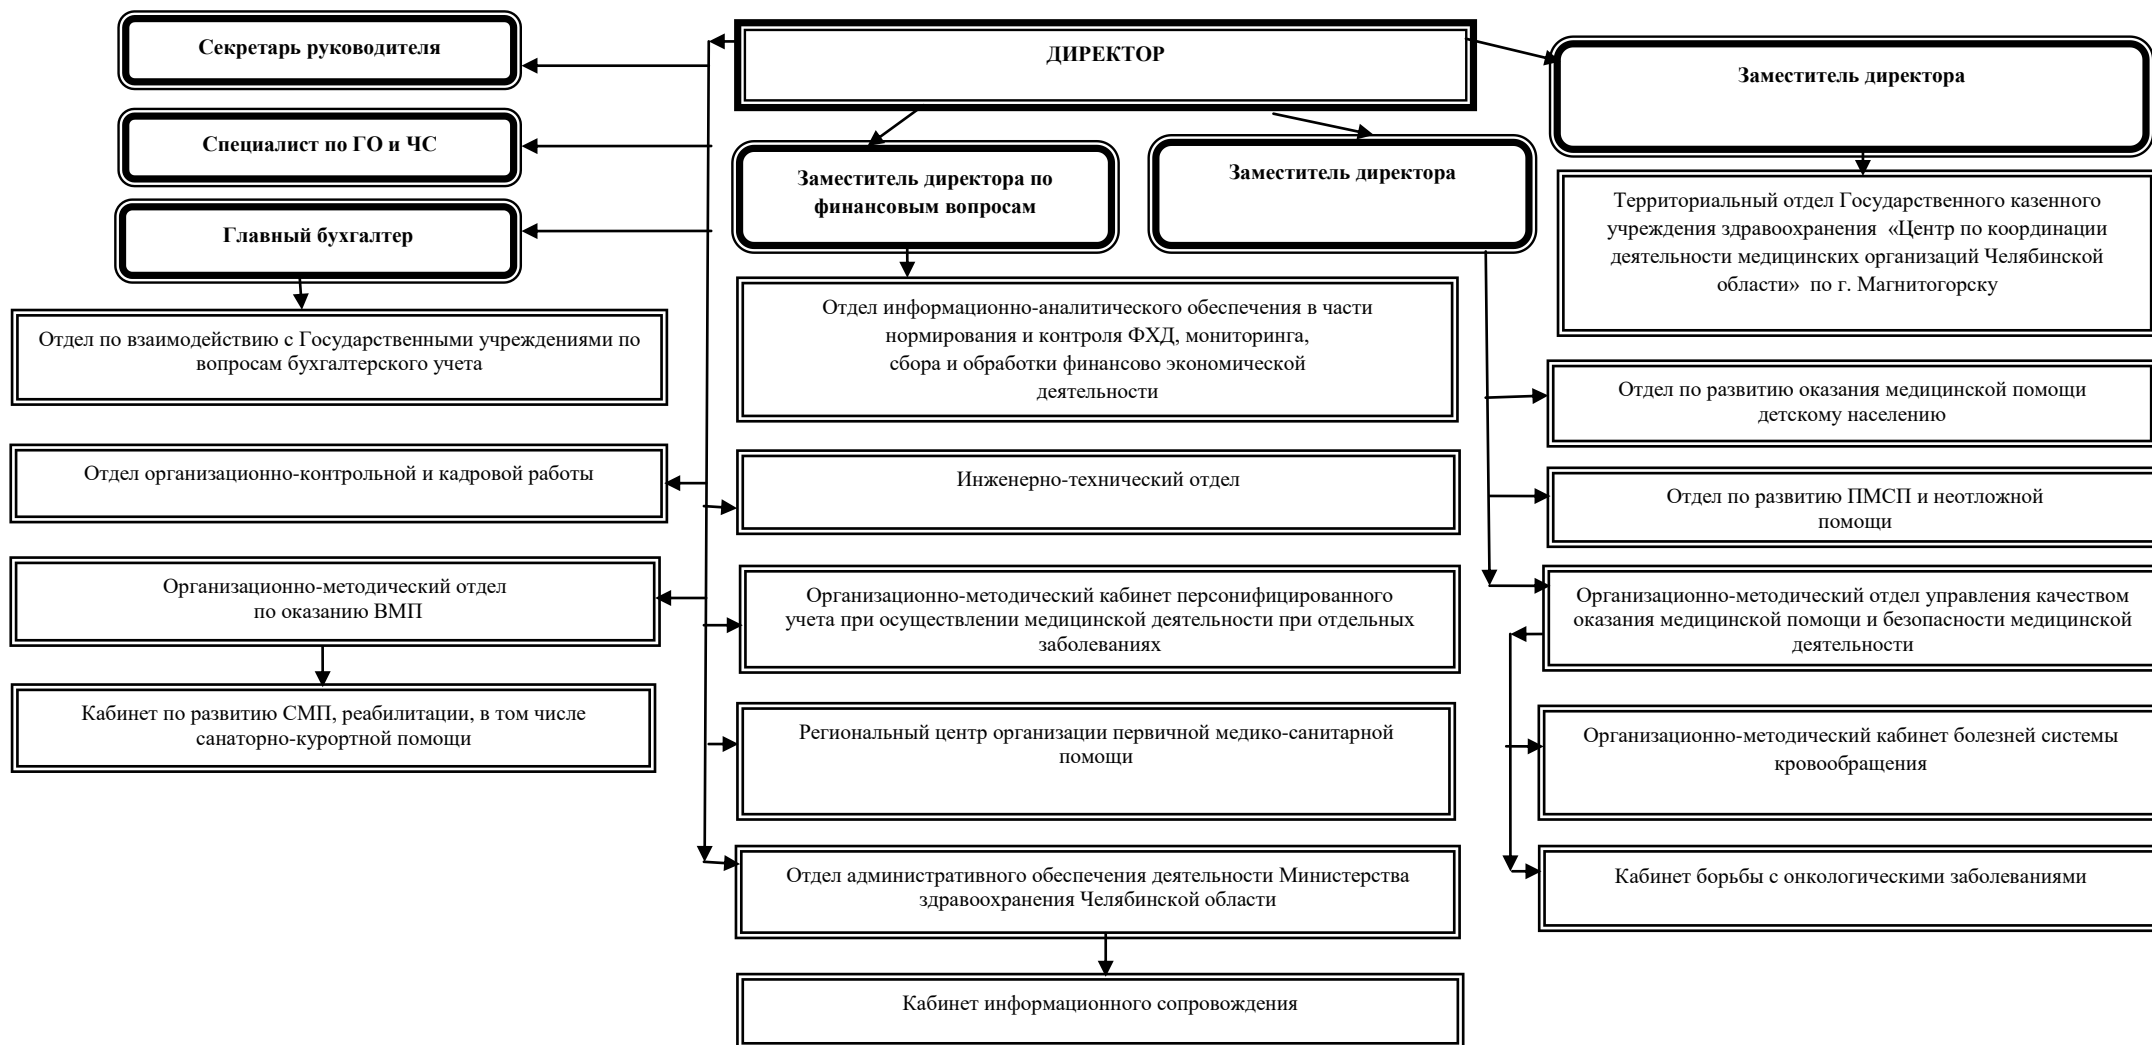 Секретарь руководителя
ДИРЕКТОР
Заместитель директора
Специалист по ГО и ЧС
Заместитель директора по
финансовым вопросам
Заместитель директора
Главный бухгалтер
Территориальный отдел Государственного казенного
учреждения здравоохранения «Центр по координации
деятельности медицинских организаций Челябинской
области» по г. Магнитогорску
Отдел по взаимодействию с Государственными учреждениями по
вопросам бухгалтерского учета
Отдел информационно-аналитического обеспечения в части
нормирования и контроля ФХД, мониторинга,
сбора и обработки финансово экономической
деятельности
Отдел по развитию оказания медицинской помощи
детскому населению
Отдел организационно-контрольной и кадровой работы
Инженерно-технический отдел
Отдел по развитию ПМСП и неотложной
помощи
Организационно-методический отдел
по оказанию ВМП
Организационно-методический кабинет персонифицированного
учета при осуществлении медицинской деятельности при отдельных
заболеваниях
Организационно-методический отдел управления качеством
оказания медицинской помощи и безопасности медицинской
деятельности
Кабинет по развитию СМП, реабилитации, в том числе
санаторно-курортной помощи
Региональный центр организации первичной медико-санитарной
помощи
Организационно-методический кабинет болезней системы
кровообращения
Отдел административного обеспечения деятельности Министерства
здравоохранения Челябинской области
Кабинет борьбы с онкологическими заболеваниями
Кабинет информационного сопровождения